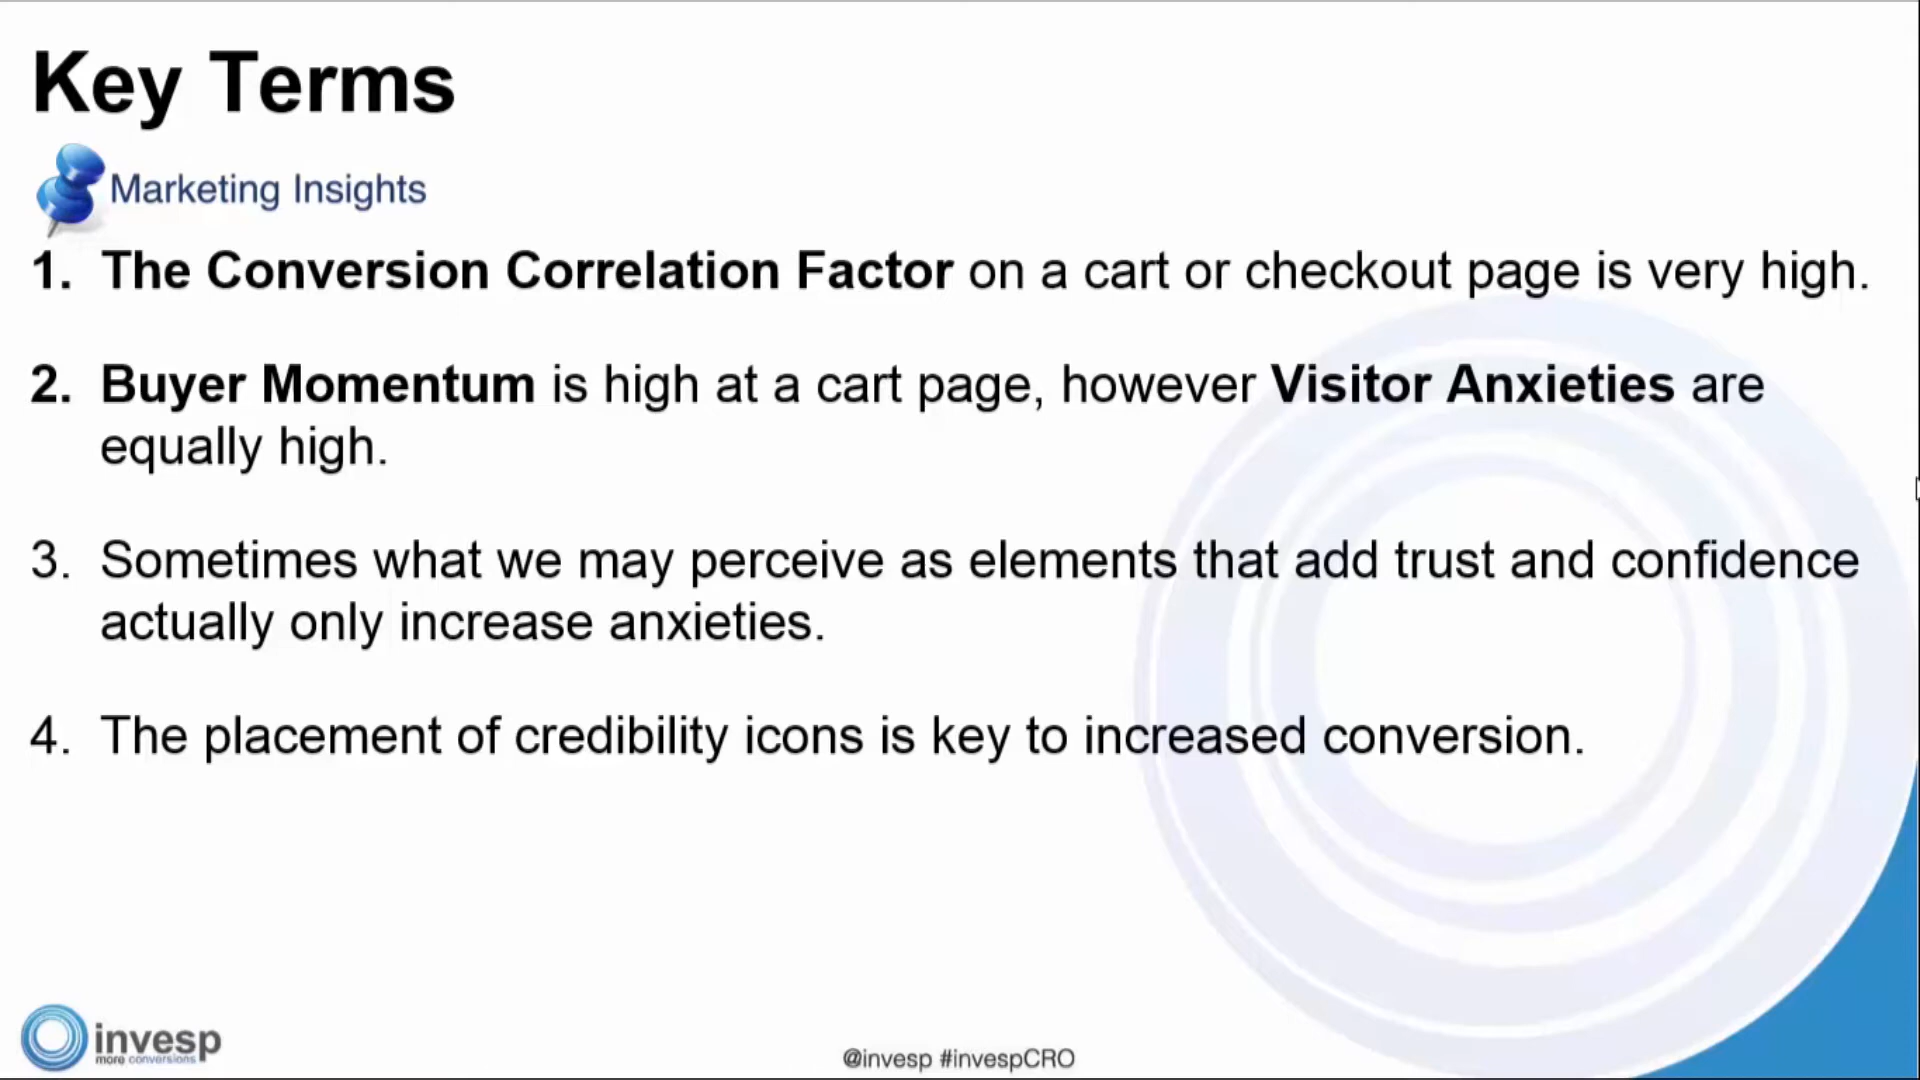 Key Terms
Marketing Insights
1. The Conversion Correlation Factor on a cart or checkout page is very high.
2. Buyer Momentum is high at a cart page, however Visitor Anxieties are
equally high.
3. Sometimes what we may perceive as elements that add trust and confidence
actually only increase anxieties.
4. The placement of credibility icons is key to increased conversion.
invesp
more conversions
@invesp #invespCRO